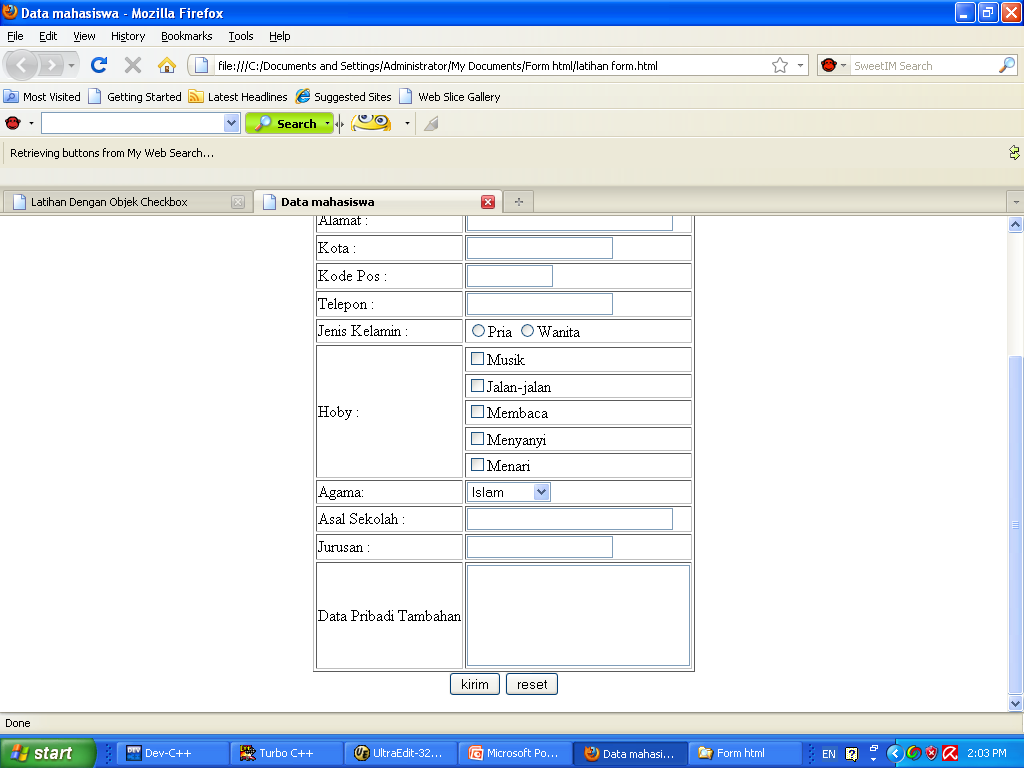 Data mahasiswa - Mozilla Firefox
File Edit View History Bookmarks Tools Help
file:///C:/Documents and Settings/Administrator/My Documents/Form html/latihan form.html
SweetIM Search
Most Visited Getting Started Latest Headlines Suggested Sites Web Slice Gallery
Search
Retrieving buttons from My Web Search...
Latihan Dengan Objek Checkbox Data mahasiswa
Alamat :
Kota :
Kode Pos :
Telepon :
Jenis Kelamin : Pria Wanita
Musik
Jalan-jalan
Hoby : Membaca
Menyanyi
Menari
Agama: Islam
Asal Sekolah :
Jurusan :
Data Pribadi Tambahan
kirim reset
Done
start DEV Dev-C++ Turbo C++ UltraEdit-32... Microsoft Po... Data mahasi... Form html EN 2:03 PM